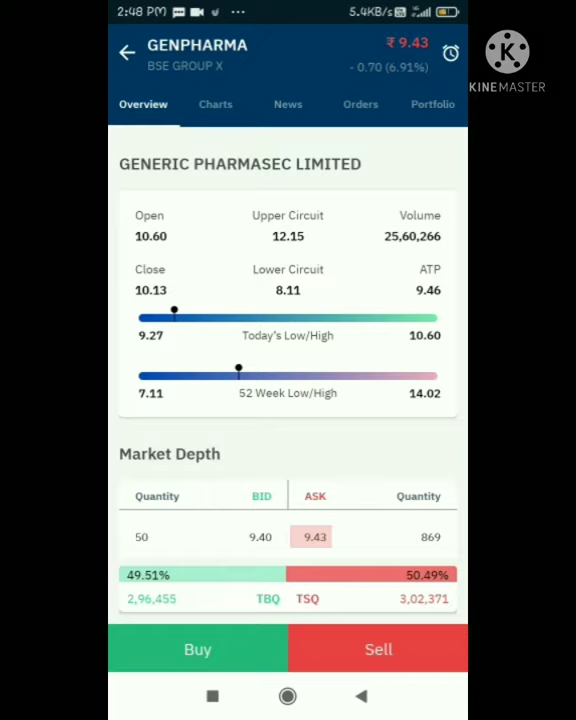 2:48 PM ... 5.4KB/s
GENPHARMA ₹ 9.43
BSE GROUP X - 0.70 (6.91%)
K
KINEMASTER
Overview Charts News Orders Portfolio
GENERIC PHARMASEC LIMITED
Open Upper Circuit Volume
10.60 12.15 25,60,266
Close Lower Circuit ATP
10.13 8.11 9.46
9.27 Today's Low/High 10.60
7.11 52 Week Low/High 14.02
Market Depth
Quantity BID ASK Quantity
50 9.40 9.43 869
49.51% 50.49%
2,96,455 TBQ TSQ 3,02,371
Buy Sell